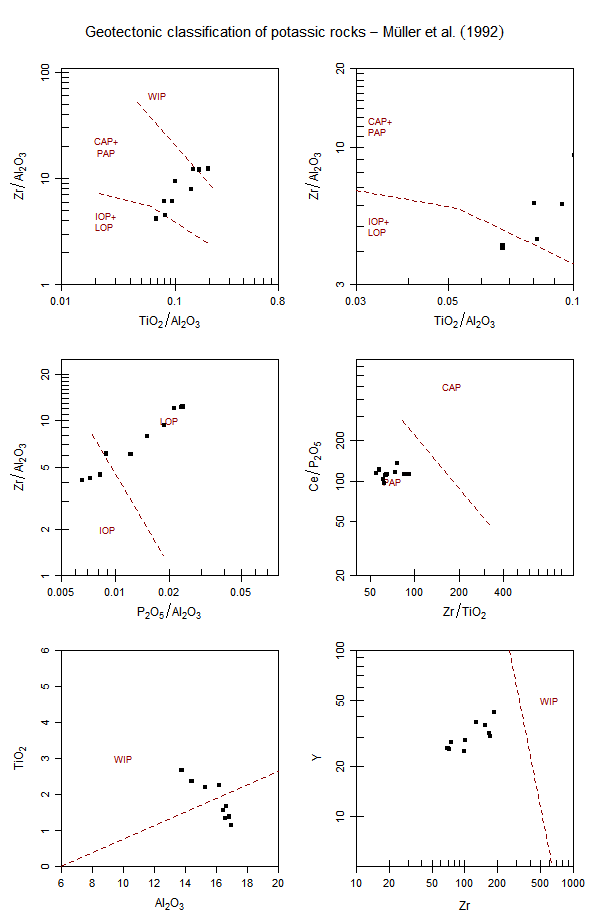 Geotectonic classification of potassic rocks – Müller et al. (1992)
100
10
1
Zr/Al₂O₃
WIP
CAP+
PAP
IOP+
LOP
0.01
0.1
0.8
TiO₂/Al₂O₃
20
10
3
Zr/Al₂O₃
CAP+
PAP
IOP+
LOP
0.03
0.05
0.1
TiO₂/Al₂O₃
20
10
5
2
1
Zr/Al₂O₃
LOP
IOP
0.005
0.01
0.02
0.05
P₂O₅/Al₂O₃
200
100
50
20
Ce/P₂O₅
CAP
PAP
50
100
200
400
Zr/TiO₂
6
5
4
3
2
1
0
TiO₂
WIP
6
8
10
12
14
16
18
20
Al₂O₃
100
50
20
10
Y
WIP
10
20
50
100
200
500
1000
Zr